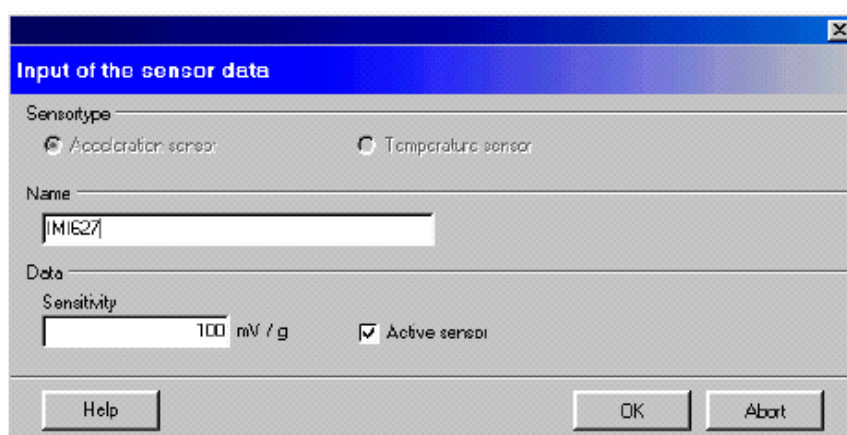 Input of the sensor data
Sensortype
Acceleration sensor Temperature sensor
Name
IMI627
Data
Sensitivity
100 mV / g Active sensor
Help OK Abort